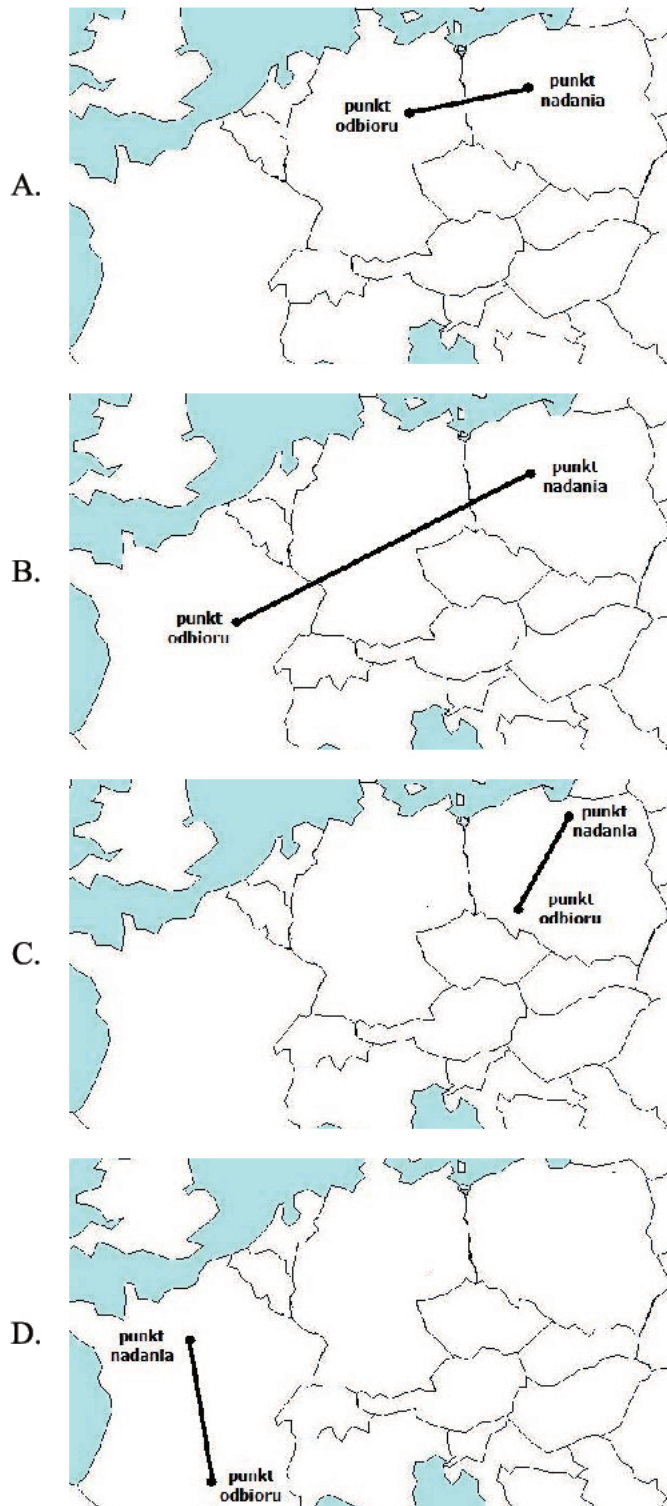 A.
punkt
odbioru
punkt
nadania
B.
punkt
nadania
punkt
odbioru
C.
punkt
nadania
punkt
odbioru
D.
punkt
nadania
punkt
odbioru